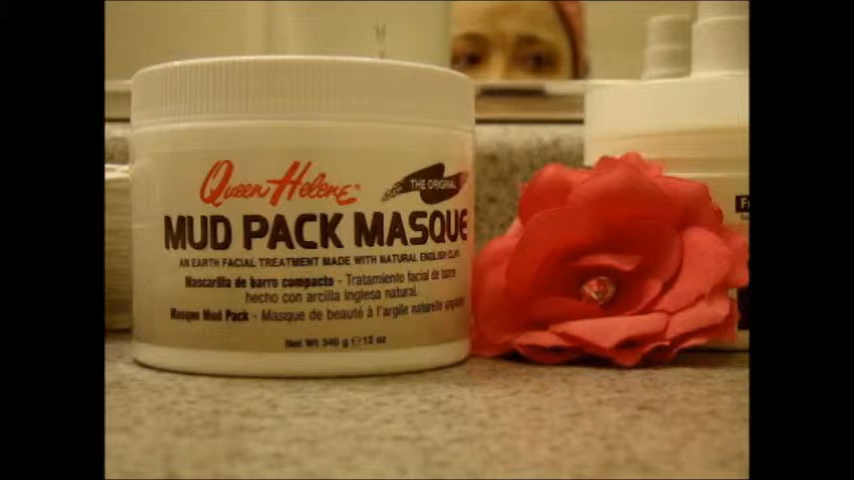 Queen Helene
THE ORIGINAL
MUD PACK MASQUE
AN EARTH FACIAL TREATMENT MADE WITH NATURAL ENGLISH CLAY
Mascarilla de barro compacto - Tratamiento facial de barro
hecho con arcilla Inglesa natural.
Masque Mud Pack - Masque de beauté à l'argile naturelle anglaise
Net Wt 340 g ℮ 12 oz